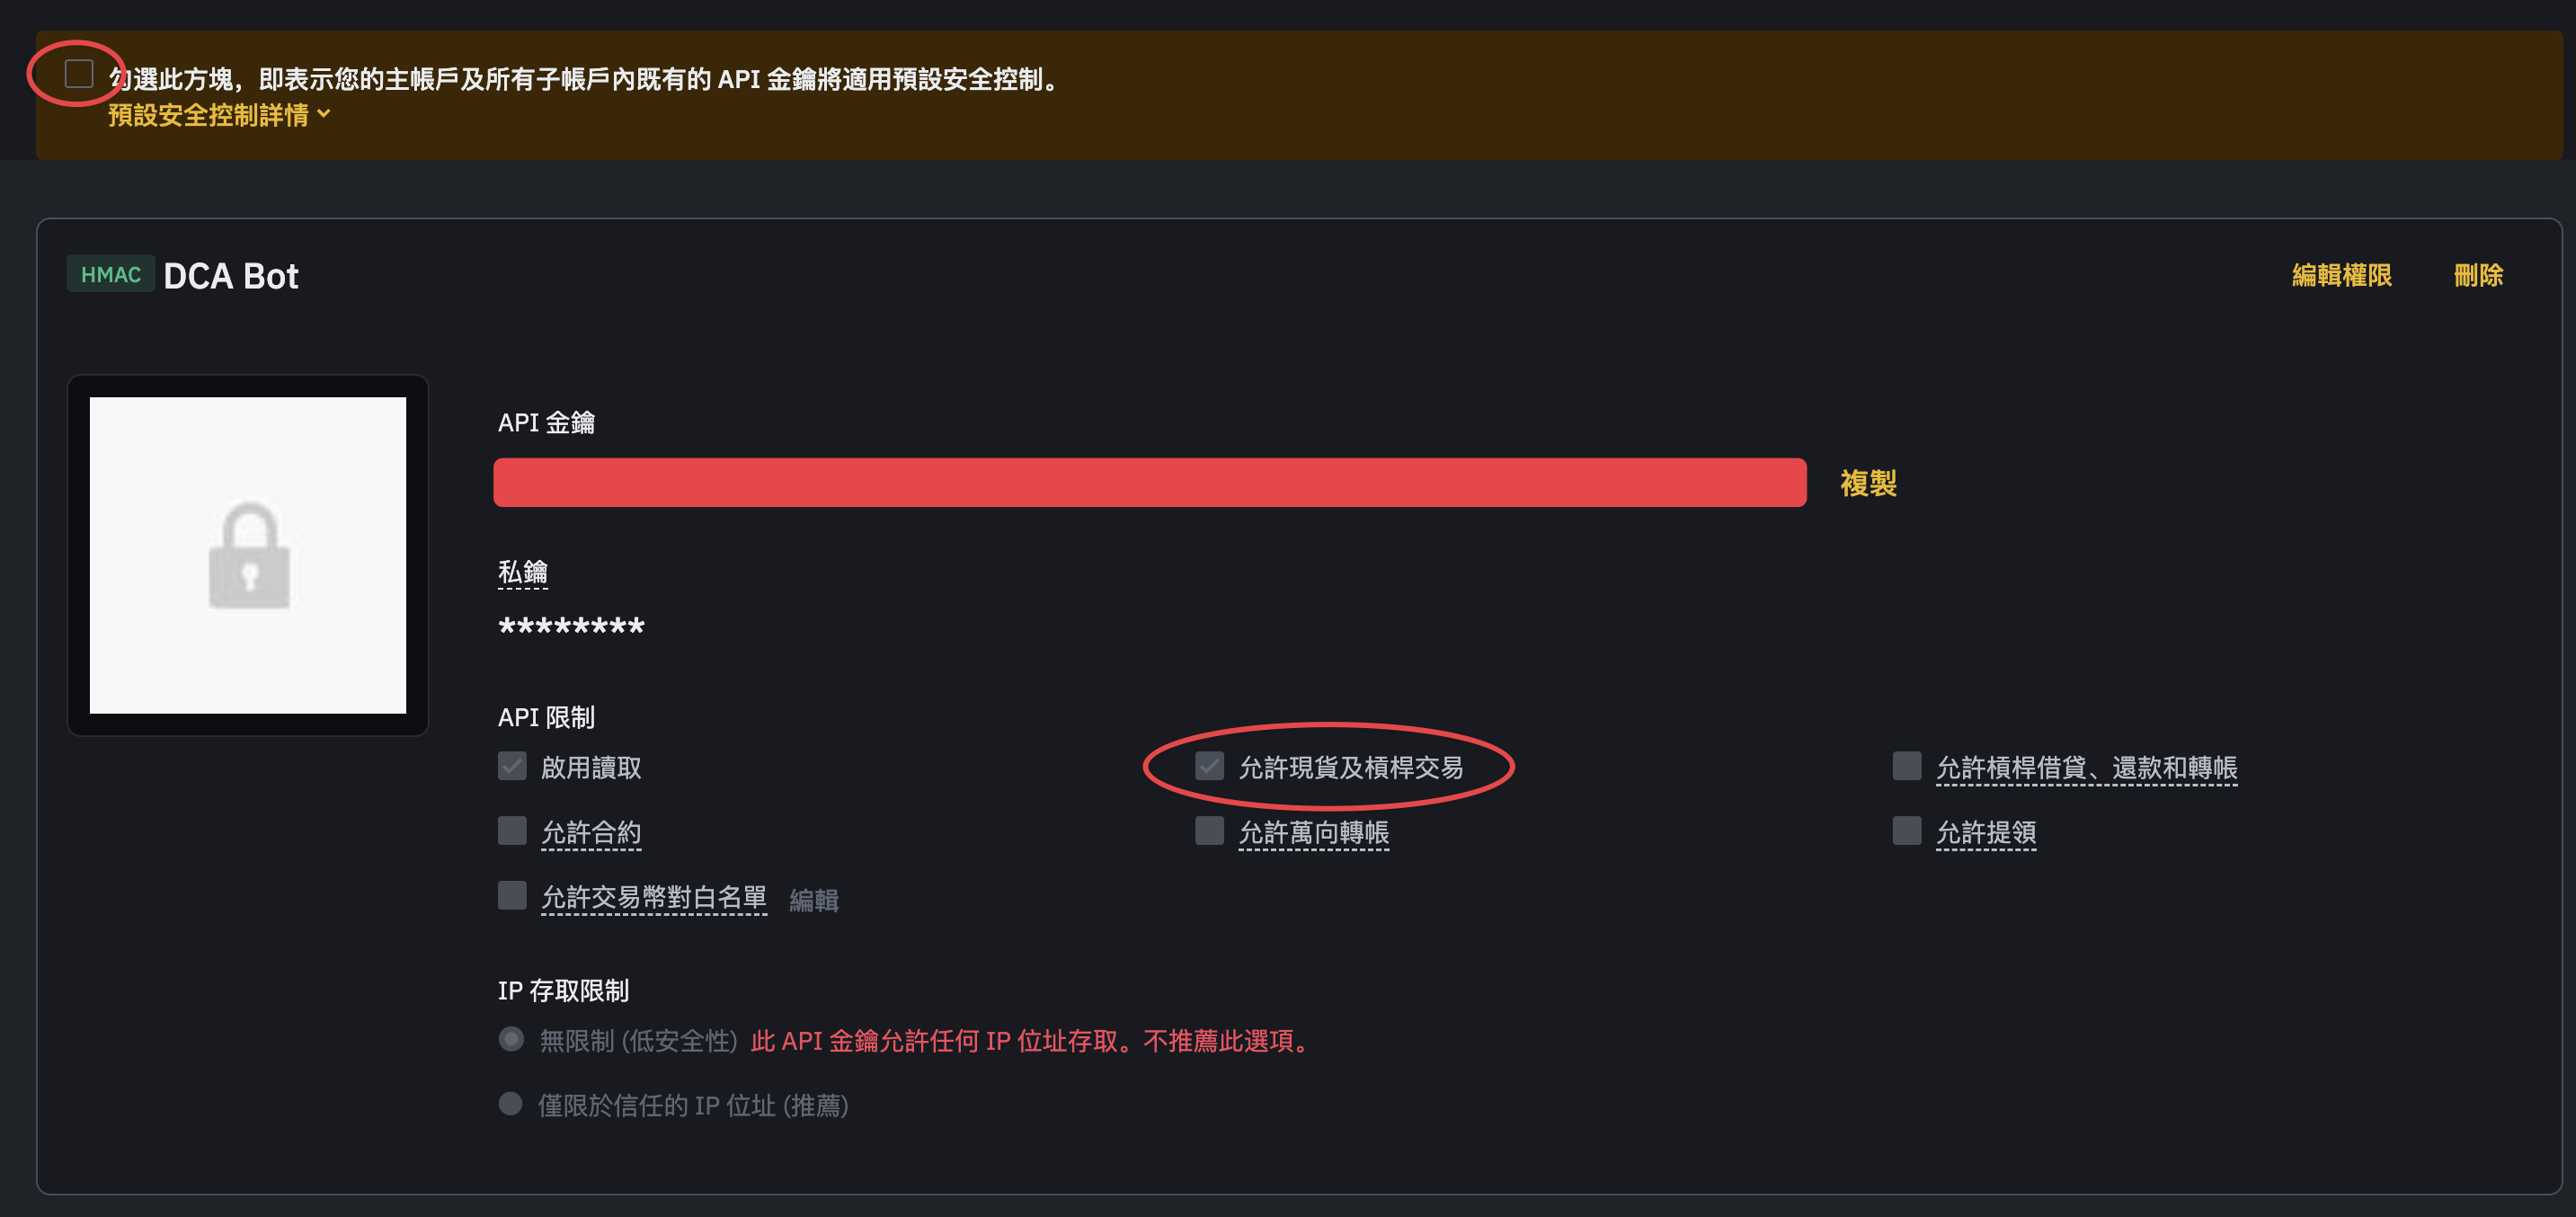 勾選此方塊，即表示您的主帳戶及所有子帳戶內既有的 API 金鑰將適用預設安全控制。
預設安全控制詳情
HMAC DCA Bot
編輯權限 刪除
API 金鑰
複製
私鑰
********
API 限制
啟用讀取 允許現貨及槓桿交易 允許槓桿借貸、還款和轉帳
允許合約 允許萬向轉帳 允許提領
允許交易幣對白名單 編輯
IP 存取限制
無限制 (低安全性) 此 API 金鑰允許任何 IP 位址存取。不推薦此選項。
僅限於信任的 IP 位址 (推薦)